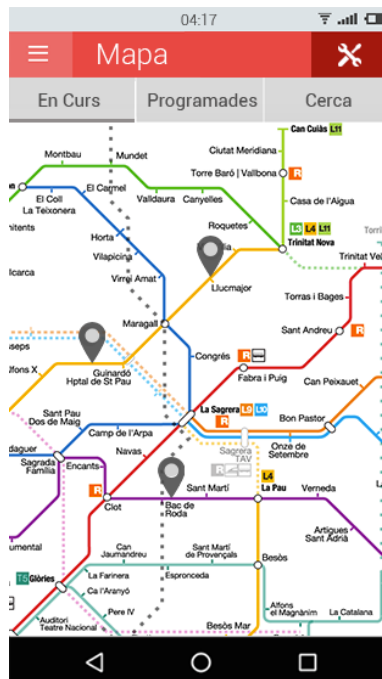 04:17
Mapa
En Curs
Programades
Cerca
Can Cuiàs L11
Ciutat Meridiana
Torre Baró | Vallbona R
Casa de l'Aigua
L3 L4 L11
Trinitat Nova
Montbau
Mundet
El Coll
La Teixonera
El Carmel
Valldaura
Canyelles
Roquetes
Horta
Vilapicina
Virrei Amat
Llucmajor
Trinitat Vel
Torras i Bages
Sant Andreu R
Maragall
Congrés
R
Fabra i Puig
Can Peixauet
Guinardó
Hptal de St Pau
lfons X
La Sagrera L9 L10
R
Bon Pastor
Sant Pau
Dos de Maig
Camp de l'Arpa
Sagrera
TAV
R
Onze de
Setembre
Navas
Sagrada
Família
Encants
L4
La Pau
R
Clot
Sant Martí
Bac de
Roda
Verneda
Artigues
Sant Adrià
umental
Can
Jaumandreu
Sant Martí
de Provençals
Besòs
T5 Glòries
La Farinera
Espronceda
Ca l'Aranyó
Pere IV
Alfons
el Magnànim
La Catalana
Auditori
Teatre Nacional
Besòs Mar